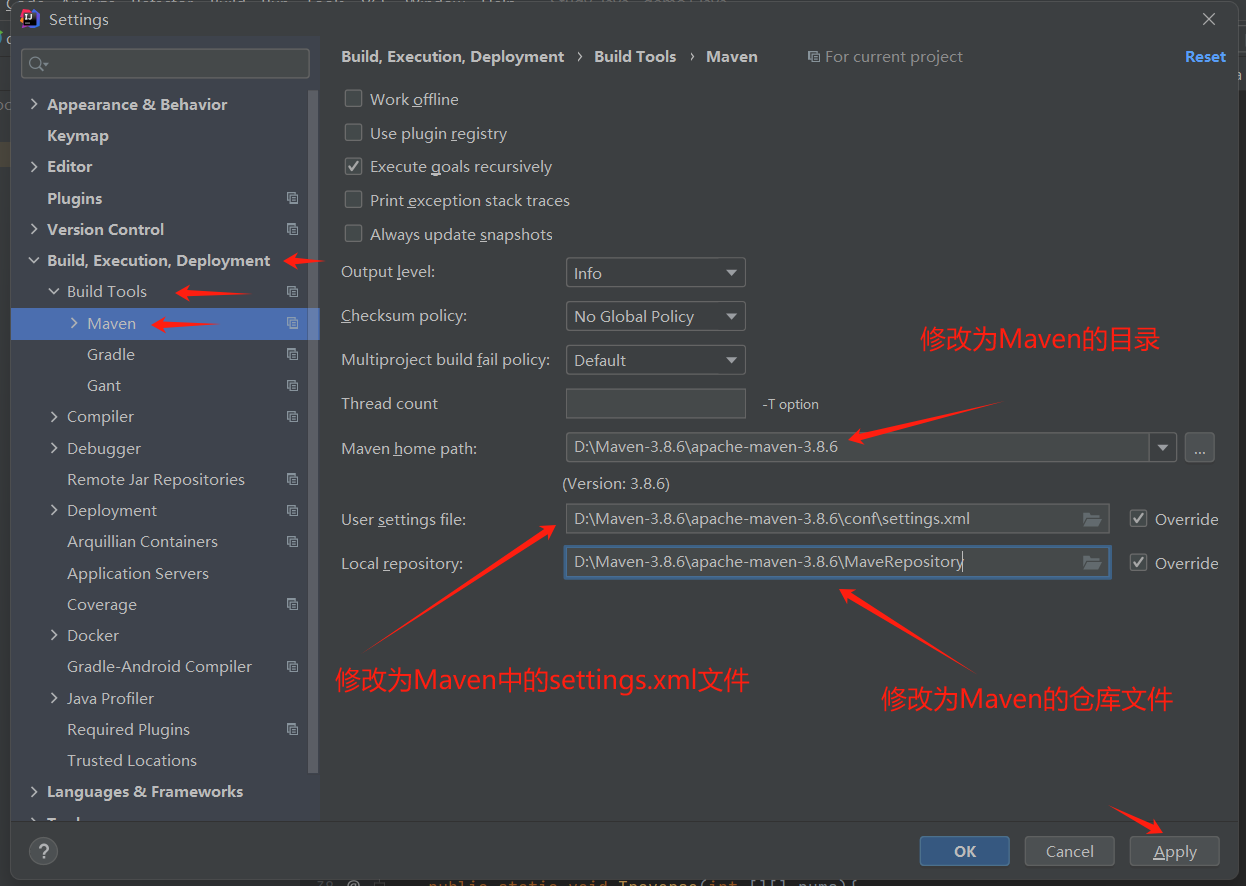 Settings
Build, Execution, Deployment › Build Tools › Maven
For current project
Reset
Appearance & Behavior
Keymap
Editor
Plugins
Version Control
Build, Execution, Deployment
Build Tools
Maven
Gradle
Gant
Compiler
Debugger
Remote Jar Repositories
Deployment
Arquillian Containers
Application Servers
Coverage
Docker
Gradle-Android Compiler
Java Profiler
Required Plugins
Trusted Locations
Languages & Frameworks
Work offline
Use plugin registry
Execute goals recursively
Print exception stack traces
Always update snapshots
Output level: Info
Checksum policy: No Global Policy
修改为Maven的目录
Multiproject build fail policy: Default
Thread count -T option
Maven home path: D:\Maven-3.8.6\apache-maven-3.8.6 ...
(Version: 3.8.6)
User settings file: D:\Maven-3.8.6\apache-maven-3.8.6\conf\settings.xml Override
Local repository: D:\Maven-3.8.6\apache-maven-3.8.6\MaveRepository Override
修改为Maven中的settings.xml文件
修改为Maven的仓库文件
? OK Cancel Apply